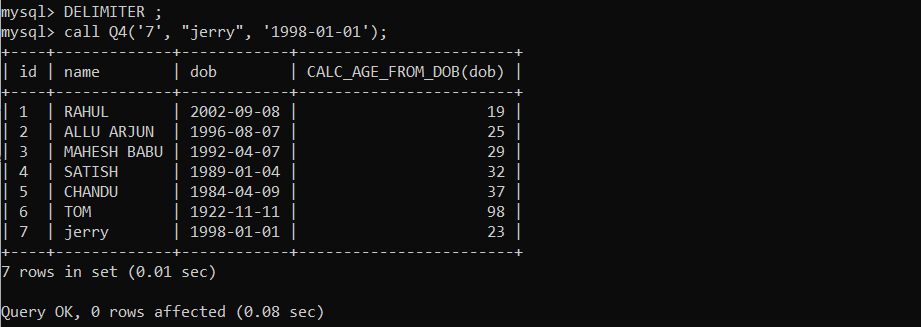 mysql> DELIMITER ;
mysql> call Q4('7', "jerry", '1998-01-01');
+----+-------------+------------+------------------------+
| id | name        | dob        | CALC_AGE_FROM_DOB(dob) |
+----+-------------+------------+------------------------+
| 1  | RAHUL       | 2002-09-08 |                     19 |
| 2  | ALLU ARJUN  | 1996-08-07 |                     25 |
| 3  | MAHESH BABU | 1992-04-07 |                     29 |
| 4  | SATISH      | 1989-01-04 |                     32 |
| 5  | CHANDU      | 1984-04-09 |                     37 |
| 6  | TOM         | 1922-11-11 |                     98 |
| 7  | jerry       | 1998-01-01 |                     23 |
+----+-------------+------------+------------------------+
7 rows in set (0.01 sec)
Query OK, 0 rows affected (0.08 sec)